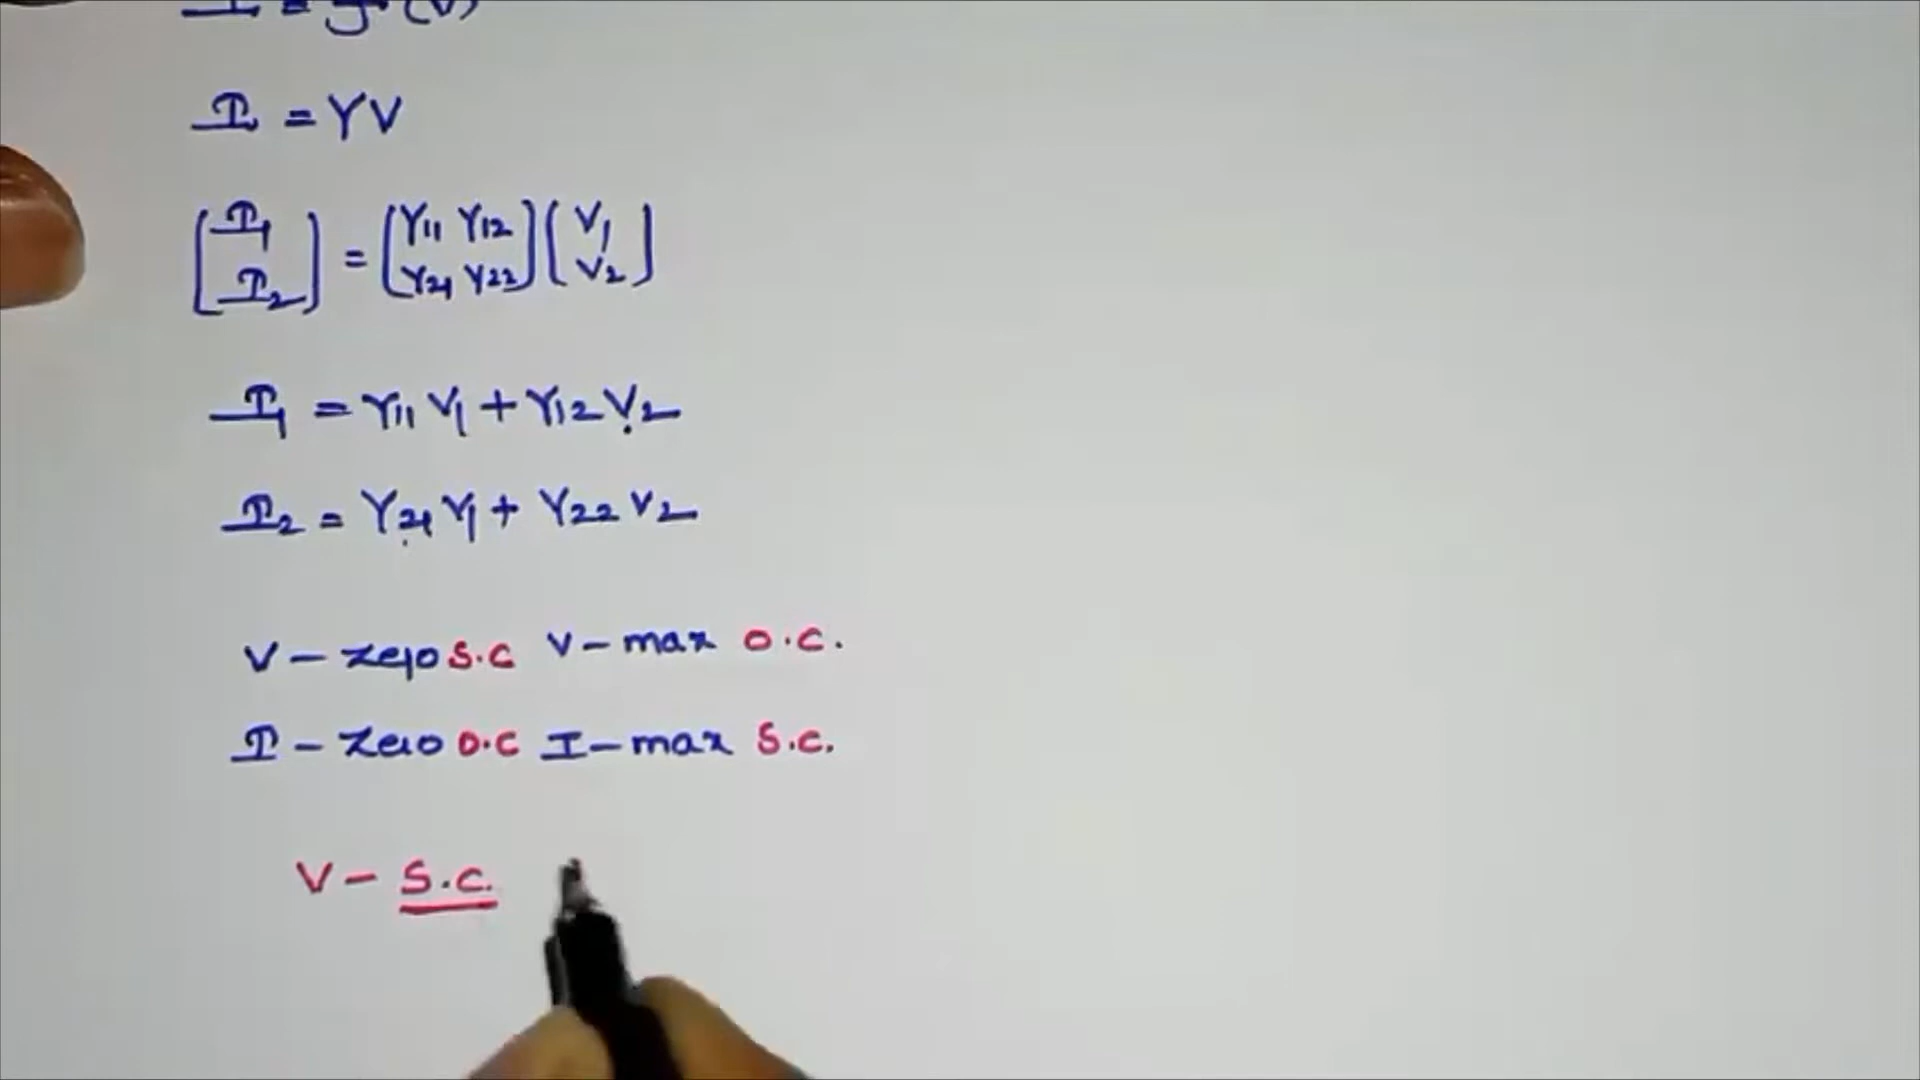 I = f(V)
I = YV
[I1 I2] = [Y11 Y12 Y21 Y22] [V1 V2]
I1 = Y11 V1 + Y12 V2
I2 = Y21 V1 + Y22 V2
V - zero S.C V - max O.C.
I - zero O.C I - max S.C.
V - S.C.